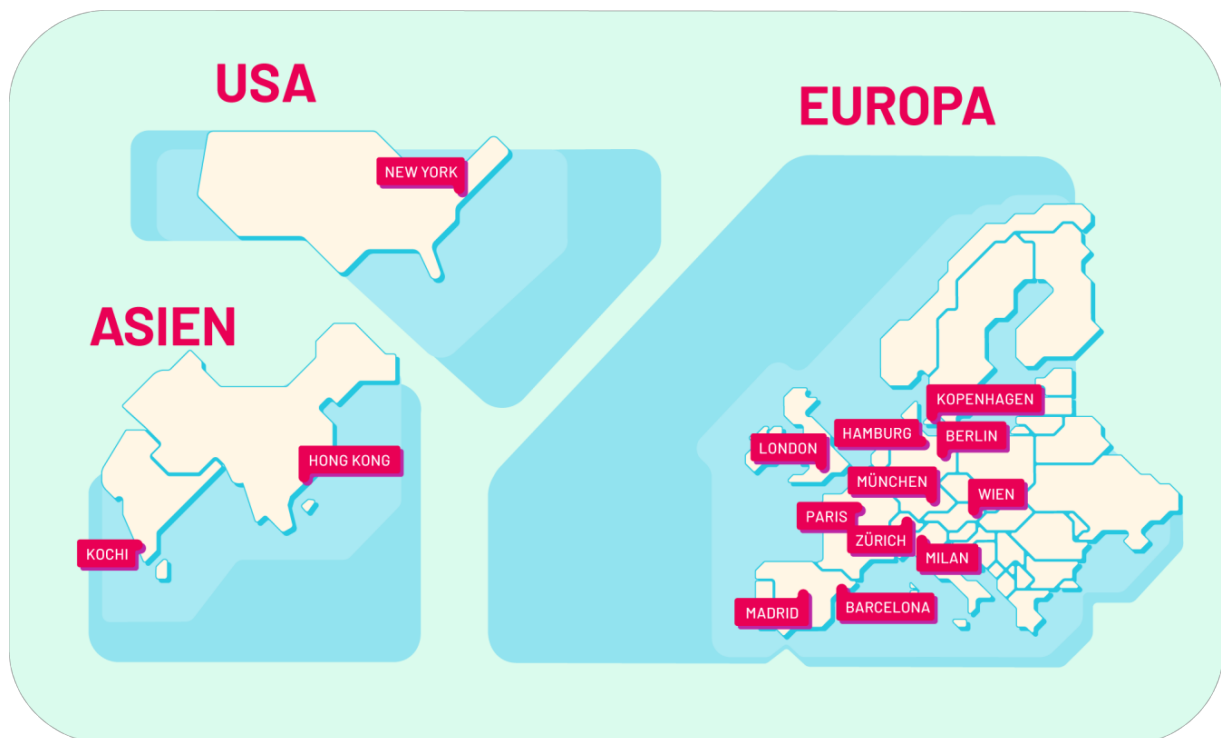 USA
NEW YORK
ASIEN
HONG KONG
KOCHI
EUROPA
KOPENHAGEN
HAMBURG
BERLIN
LONDON
MÜNCHEN
WIEN
PARIS
ZÜRICH
MILAN
MADRID
BARCELONA